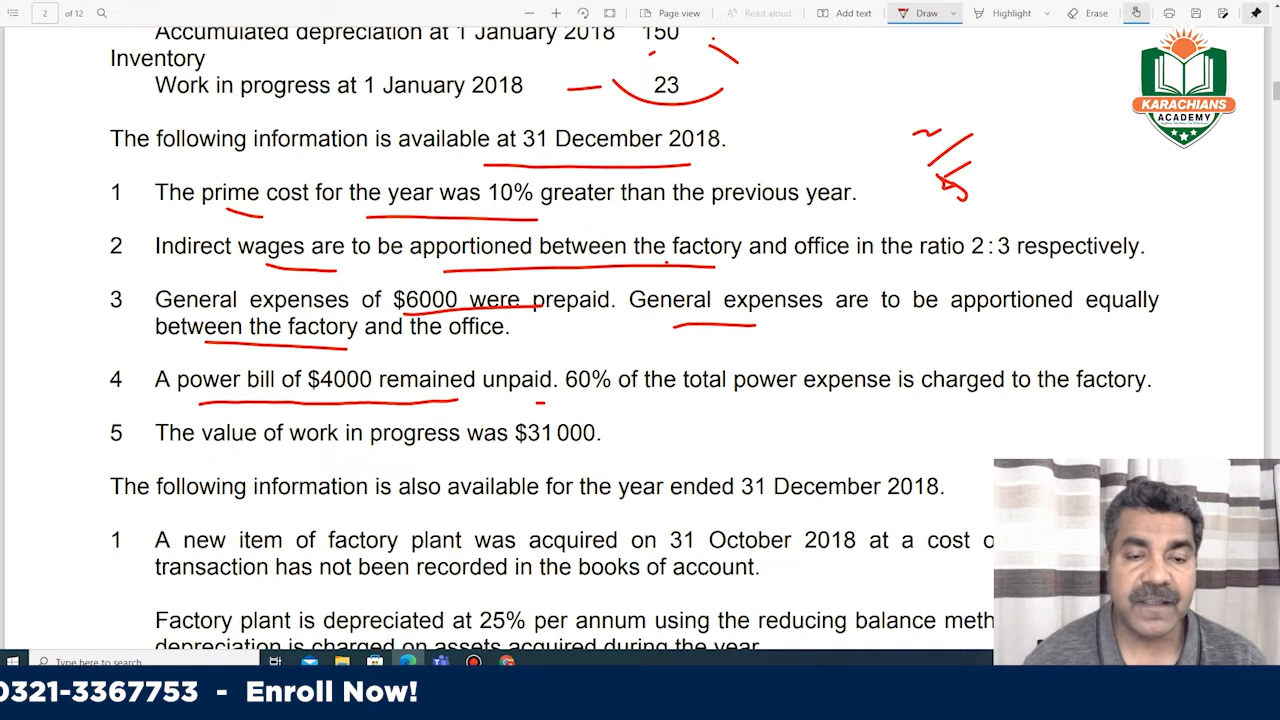 2 of 12 Page view Read aloud Add text Draw Highlight Erase
Accumulated depreciation at 1 January 2018 150
Inventory
Work in progress at 1 January 2018 23
KARACHIANS
ACADEMY
The following information is available at 31 December 2018.
1 The prime cost for the year was 10% greater than the previous year.
2 Indirect wages are to be apportioned between the factory and office in the ratio 2 : 3 respectively.
3 General expenses of $6000 were prepaid. General expenses are to be apportioned equally
between the factory and the office.
4 A power bill of $4000 remained unpaid. 60% of the total power expense is charged to the factory.
5 The value of work in progress was $31 000.
The following information is also available for the year ended 31 December 2018.
1 A new item of factory plant was acquired on 31 October 2018 at a cost
transaction has not been recorded in the books of account.
Factory plant is depreciated at 25% per annum using the reducing balance
depreciation is charged on assets acquired during the year.
Type here to search
0321-3367753 - Enroll Now!